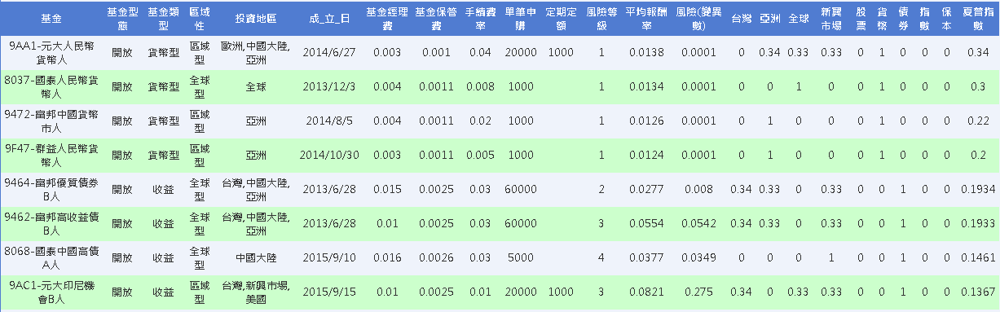 基金 基金型態 基金類型 區域性 投資地區 成_立_日 基金經理費 基金保管費 手續費率 單筆申購 定期定額 風險等級 平均報酬率 風險(變異數) 台灣 亞洲 全球 新興市場 股票 貨幣 債券 指數 保本 夏普指數
9AA1-元大人民幣貨幣人 開放 貨幣型 區域型 歐洲,中國大陸,亞洲 2014/6/27 0.003 0.001 0.04 20000 1000 1 0.0138 0.0001 0 0.34 0.33 0.33 0 1 0 0 0 0.34
8037-國泰人民幣貨幣人 開放 貨幣型 全球型 全球 2013/12/3 0.004 0.0011 0.008 1000 1 0.0134 0.0001 0 0 1 0 0 1 0 0 0 0.3
9472-富邦中國貨幣市人 開放 貨幣型 區域型 亞洲 2014/8/5 0.004 0.0011 0.02 1000 1 0.0126 0.0001 0 1 0 0 0 1 0 0 0 0.22
9F47-群益人民幣貨幣人 開放 貨幣型 區域型 亞洲 2014/10/30 0.003 0.0011 0.005 1000 1 0.0124 0.0001 0 1 0 0 0 1 0 0 0 0.2
9464-富邦優質債券B人 開放 收益 全球型 台灣,中國大陸,亞洲 2013/6/28 0.015 0.0025 0.03 60000 2 0.0277 0.008 0.34 0.33 0 0.33 0 0 1 0 0 0.1934
9462-富邦高收益債B人 開放 收益 全球型 台灣,中國大陸,亞洲 2013/6/28 0.01 0.0025 0.03 60000 3 0.0554 0.0542 0.34 0.33 0 0.33 0 0 1 0 0 0.1933
8068-國泰中國高債A人 開放 收益 全球型 中國大陸 2015/9/10 0.016 0.0026 0.03 5000 4 0.0377 0.0349 0 0 0 1 0 0 1 0 0 0.1461
9AC1-元大印尼機會B人 開放 收益 區域型 台灣,新興市場,美國 2015/9/15 0.01 0.0025 0.01 20000 1000 3 0.0821 0.275 0.34 0 0.33 0.33 0 0 1 0 0 0.1367